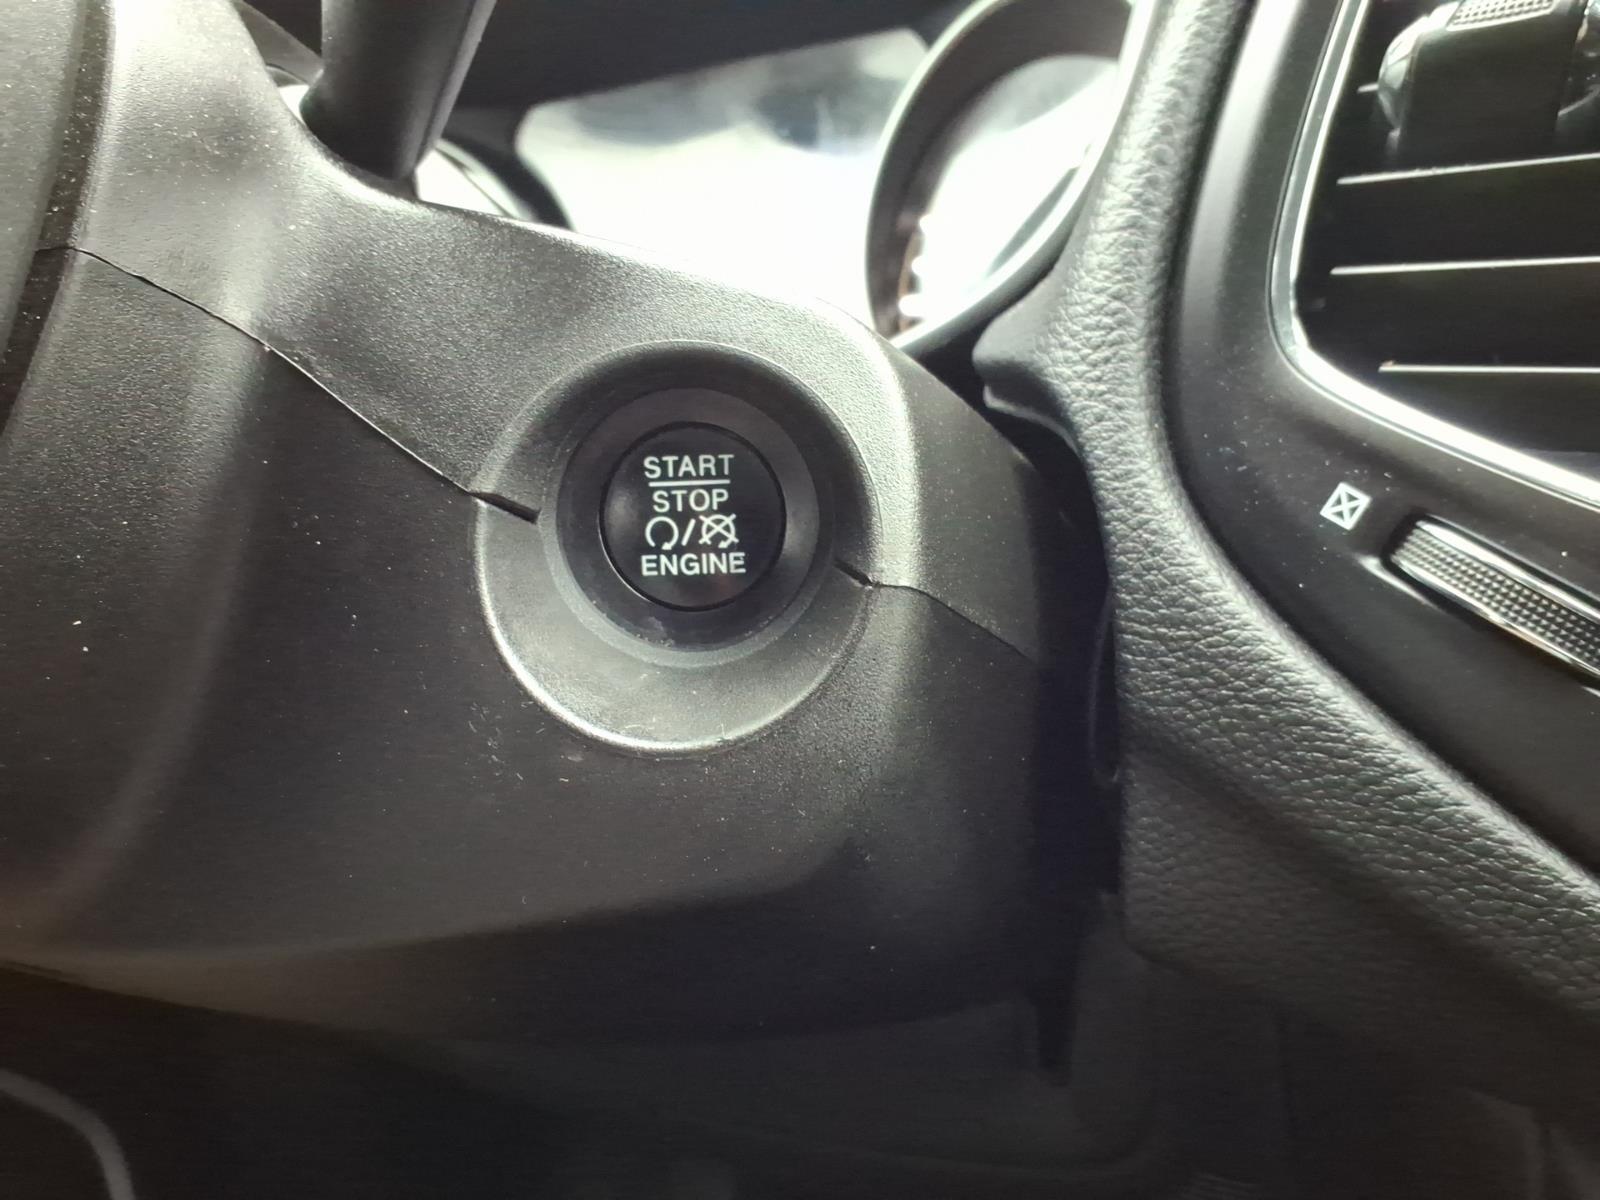 START
STOP
/
ENGINE